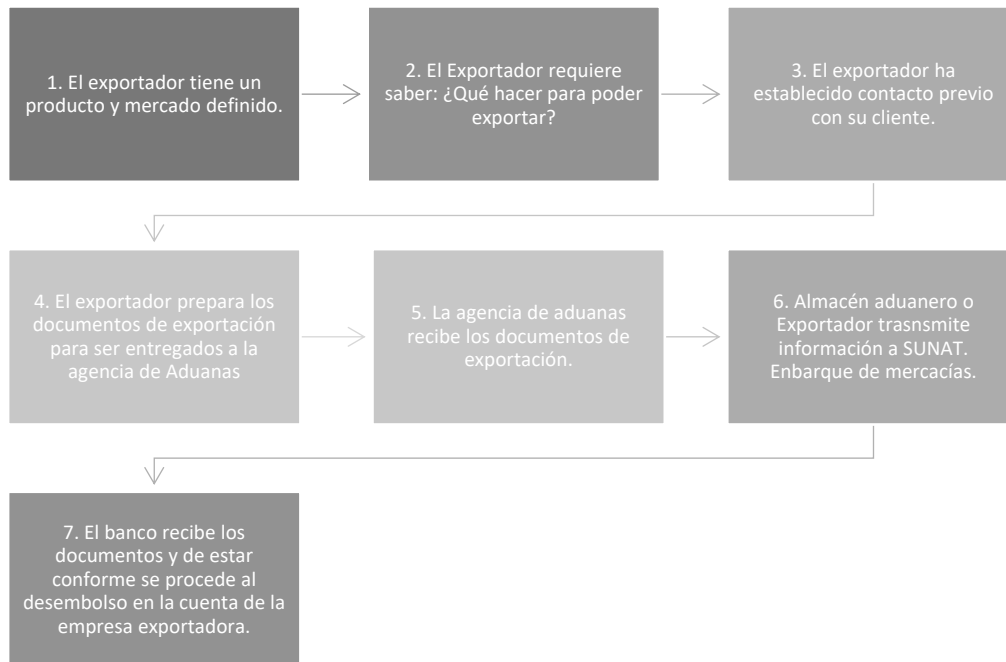 1. El exportador tiene un
producto y mercado definido.
2. El Exportador requiere
saber: ¿Qué hacer para poder
exportar?
3. El exportador ha
establecido contacto previo
con su cliente.
4. El exportador prepara los
documentos de exportación
para ser entregados a la
agencia de Aduanas
5. La agencia de aduanas
recibe los documentos de
exportación.
6. Almacén aduanero o
Exportador trasnsmite
información a SUNAT.
Enbarque de mercacías.
7. El banco recibe los
documentos y de estar
conforme se procede al
desembolso en la cuenta de la
empresa exportadora.